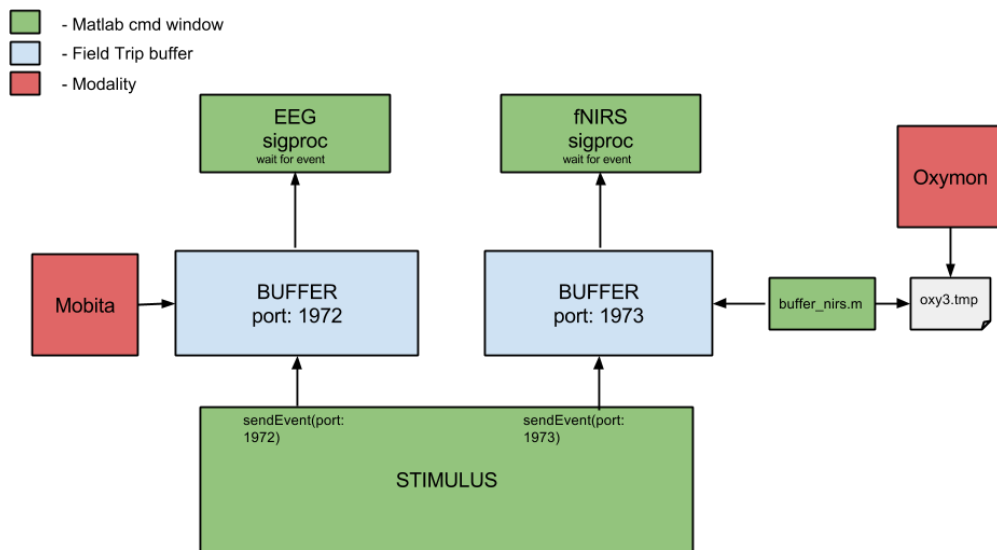 - Matlab cmd window
- Field Trip buffer
- Modality
EEG
sigproc
wait for event
fNIRS
sigproc
wait for event
Oxymon
Mobita
BUFFER
port: 1972
BUFFER
port: 1973
buffer_nirs.m
oxy3.tmp
sendEvent(port:
1972)
sendEvent(port:
1973)
STIMULUS